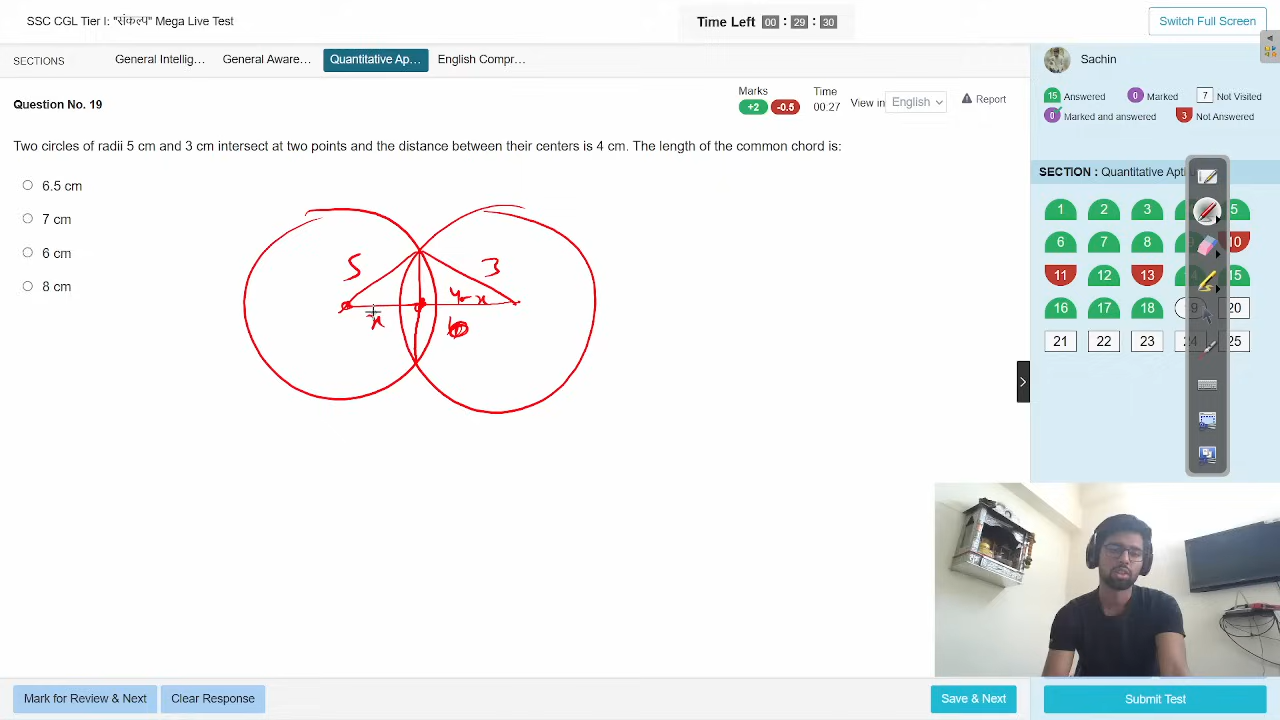 SSC CGL Tier I: "संकल्प" Mega Live Test
Time Left 00 : 29 : 30
Switch Full Screen
SECTIONS
General Intellig...
General Aware...
Quantitative Ap...
English Compr...
Sachin
Question No. 19
Marks
+2 -0.5
Time
00:27
View in English
Report
15 Answered
0 Marked
7 Not Visited
0 Marked and answered
3 Not Answered
Two circles of radii 5 cm and 3 cm intersect at two points and the distance between their centers is 4 cm. The length of the common chord is:
6.5 cm
7 cm
6 cm
8 cm
5
3
4-x
x
SECTION : Quantitative Apti
1 2 3 5
6 7 8 10
11 12 13 15
16 17 18 19 20
21 22 23 24 25
Mark for Review & Next
Clear Response
Save & Next
Submit Test